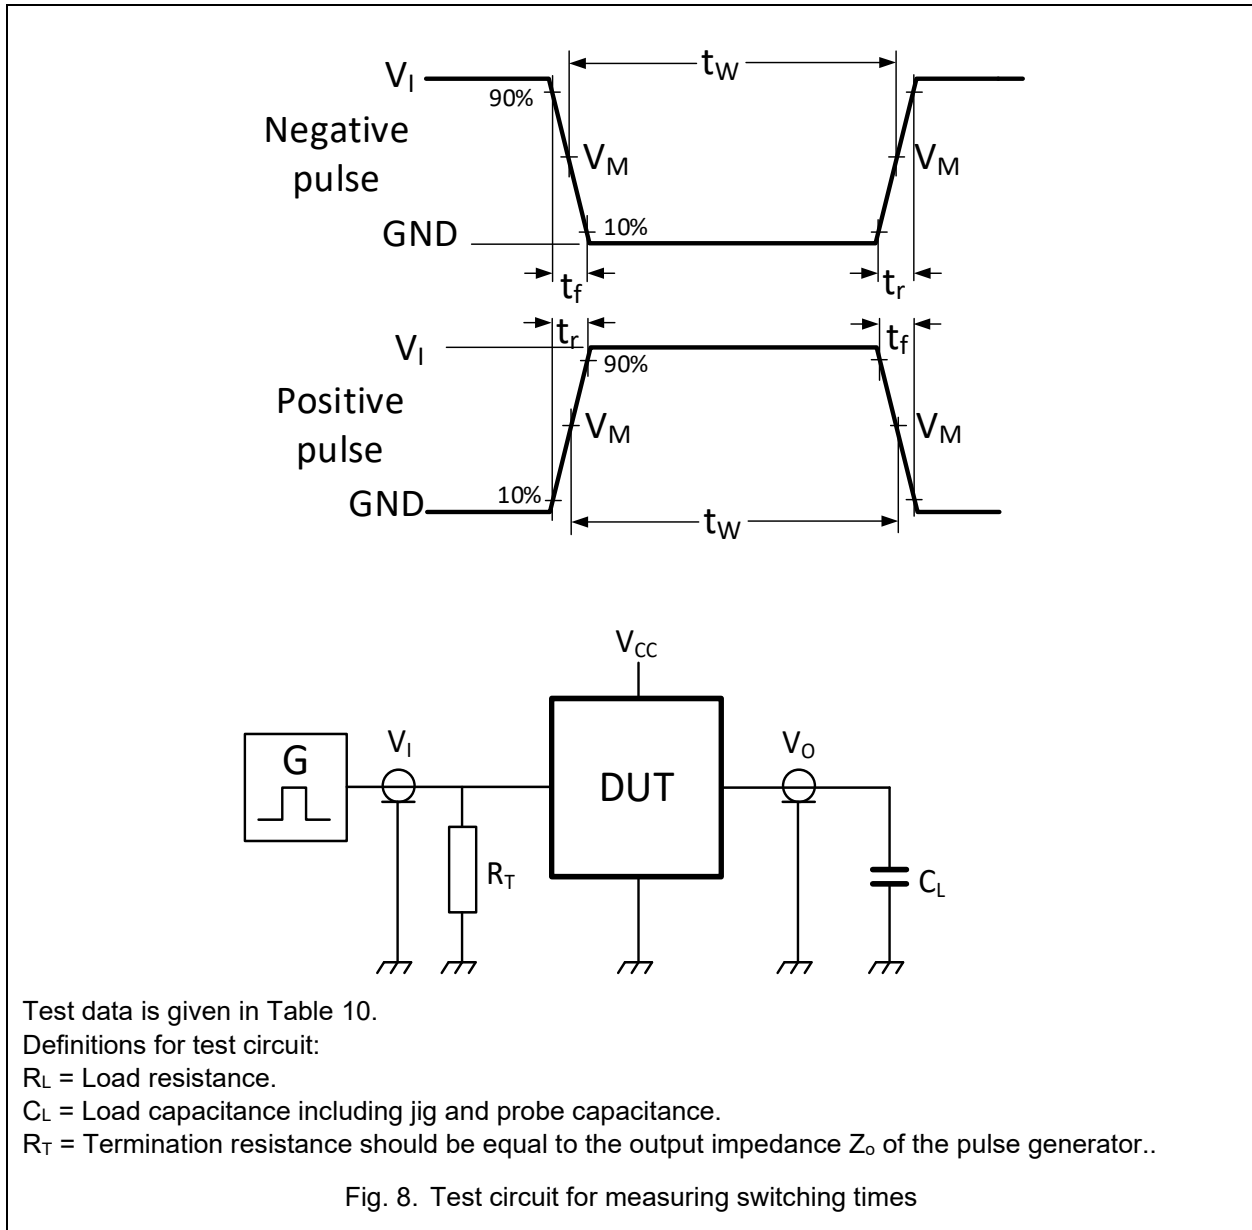 t_W
V_I
90%
Negative
pulse
V_M
V_M
GND
10%
t_f
t_r
t_r
t_f
V_I
90%
Positive
pulse
V_M
V_M
10%
GND
t_W
V_CC
G
V_I
DUT
V_O
R_T
C_L
Test data is given in Table 10.
Definitions for test circuit:
R_L = Load resistance.
C_L = Load capacitance including jig and probe capacitance.
R_T = Termination resistance should be equal to the output impedance Z_o of the pulse generator..
Fig. 8. Test circuit for measuring switching times